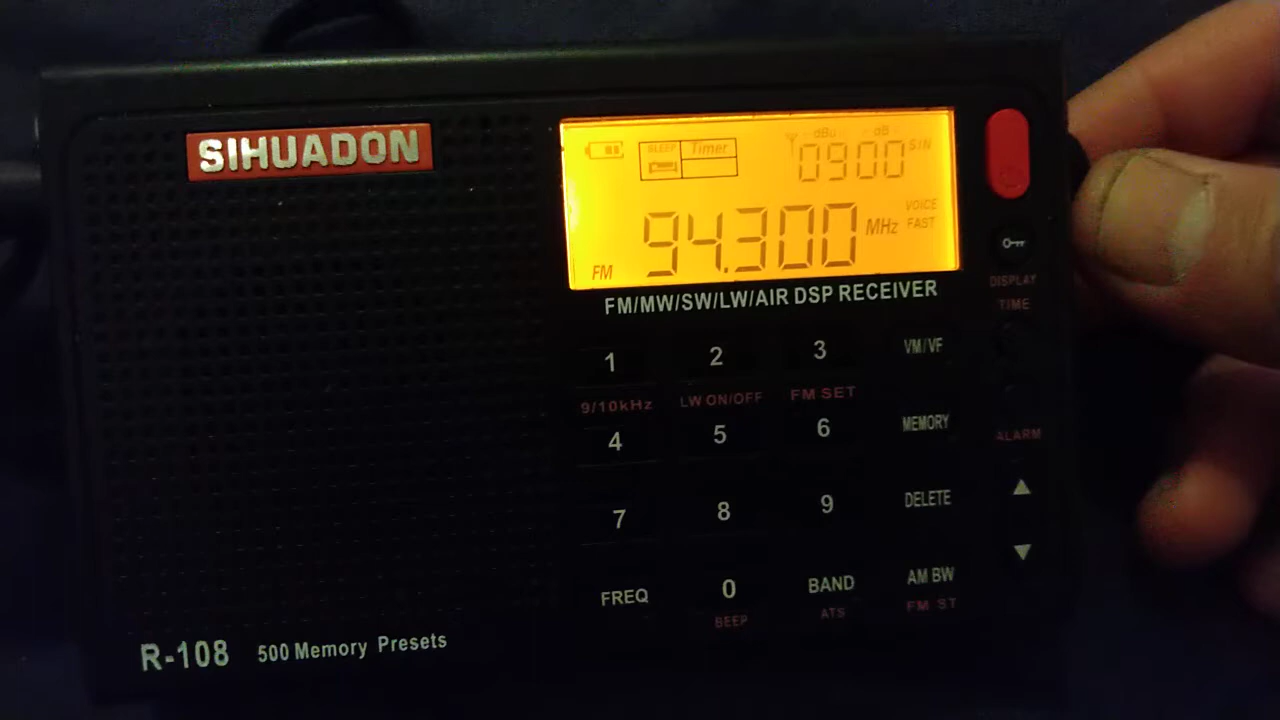 SIHUADON
SLEEP Timer
dBu dB
0900 SIN
94.300 MHz
VOICE
FAST
FM
FM/MW/SW/LW/AIR DSP RECEIVER
DISPLAY
TIME
1 2 3 VM/VF
9/10kHz LW ON/OFF FM SET
4 5 6 MEMORY
ALARM
7 8 9 DELETE
FREQ 0 BAND AM BW
BEEP ATS FM ST
R-108 500 Memory Presets